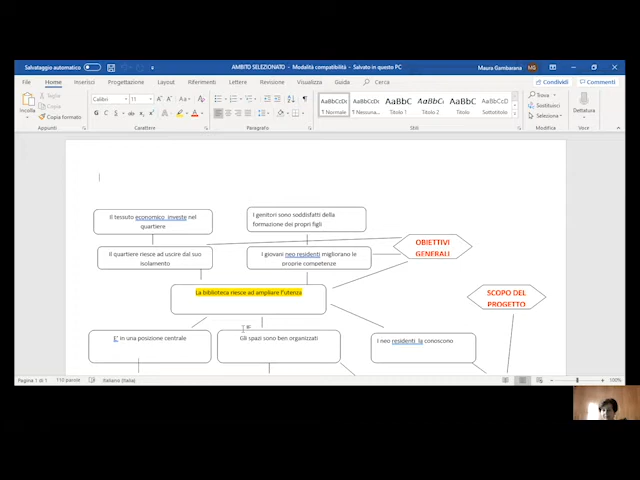 Salvataggio automatico
AMBITO SELEZIONATO - Modalità compatibilità - Salvato in questo PC
Maura Gambarana
MG
File Home Inserisci Progettazione Layout Riferimenti Lettere Revisione Visualizza Guida Cerca
Condividi Commenti
Incolla
Taglia
Copia
Copia formato
Appunti
Calibri 11
Carattere
Paragrafo
AaBbCcDc AaBbCcDc AaBbC AaBbCc AaBbC AaBbCcD
1 Normale 1 Nessuna... Titolo 1 Titolo 2 Titolo Sottotitolo
Stili
Trova
Sostituisci
Seleziona
Modifica
Dettatura
Voce
Il tessuto economico investe nel
quartiere
I genitori sono soddisfatti della
formazione dei propri figli
Il quartiere riesce ad uscire dal suo
isolamento
I giovani neo residenti migliorano le
proprie competenze
OBIETTIVI
GENERALI
La biblioteca riesce ad ampliare l'utenza
SCOPO DEL
PROGETTO
E' in una posizione centrale
Gli spazi sono ben organizzati
I neo residenti la conoscono
Pagina 1 di 1 110 parole Italiano (Italia)
100%